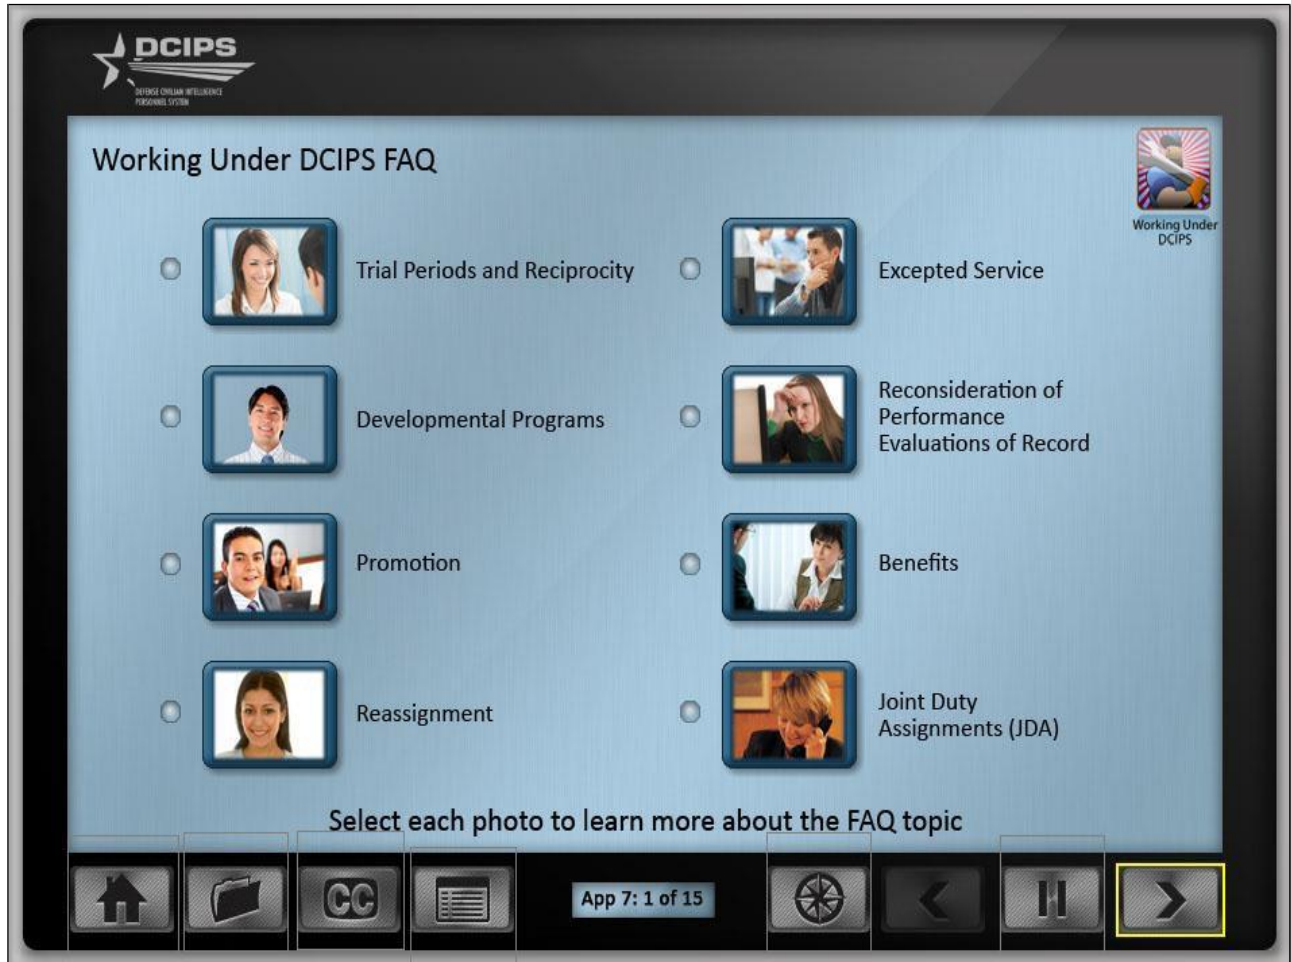 DCIPS
DEFENSE CIVILIAN INTELLIGENCE
PERSONNEL SYSTEM
Working Under DCIPS FAQ
Working Under
DCIPS
Trial Periods and Reciprocity
Excepted Service
Developmental Programs
Reconsideration of
Performance
Evaluations of Record
Promotion
Benefits
Reassignment
Joint Duty
Assignments (JDA)
Select each photo to learn more about the FAQ topic
CC
App 7: 1 of 15